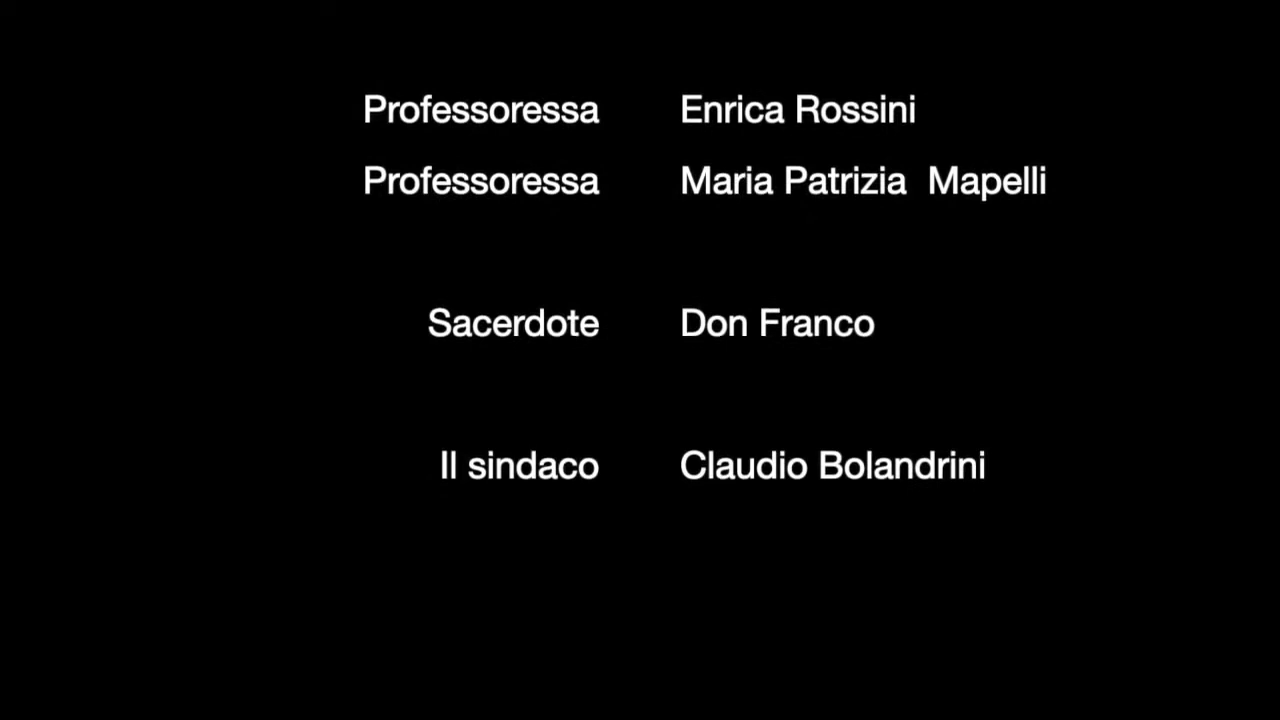 Professoressa Enrica Rossini
Professoressa Maria Patrizia  Mapelli
Sacerdote Don Franco
Il sindaco Claudio Bolandrini